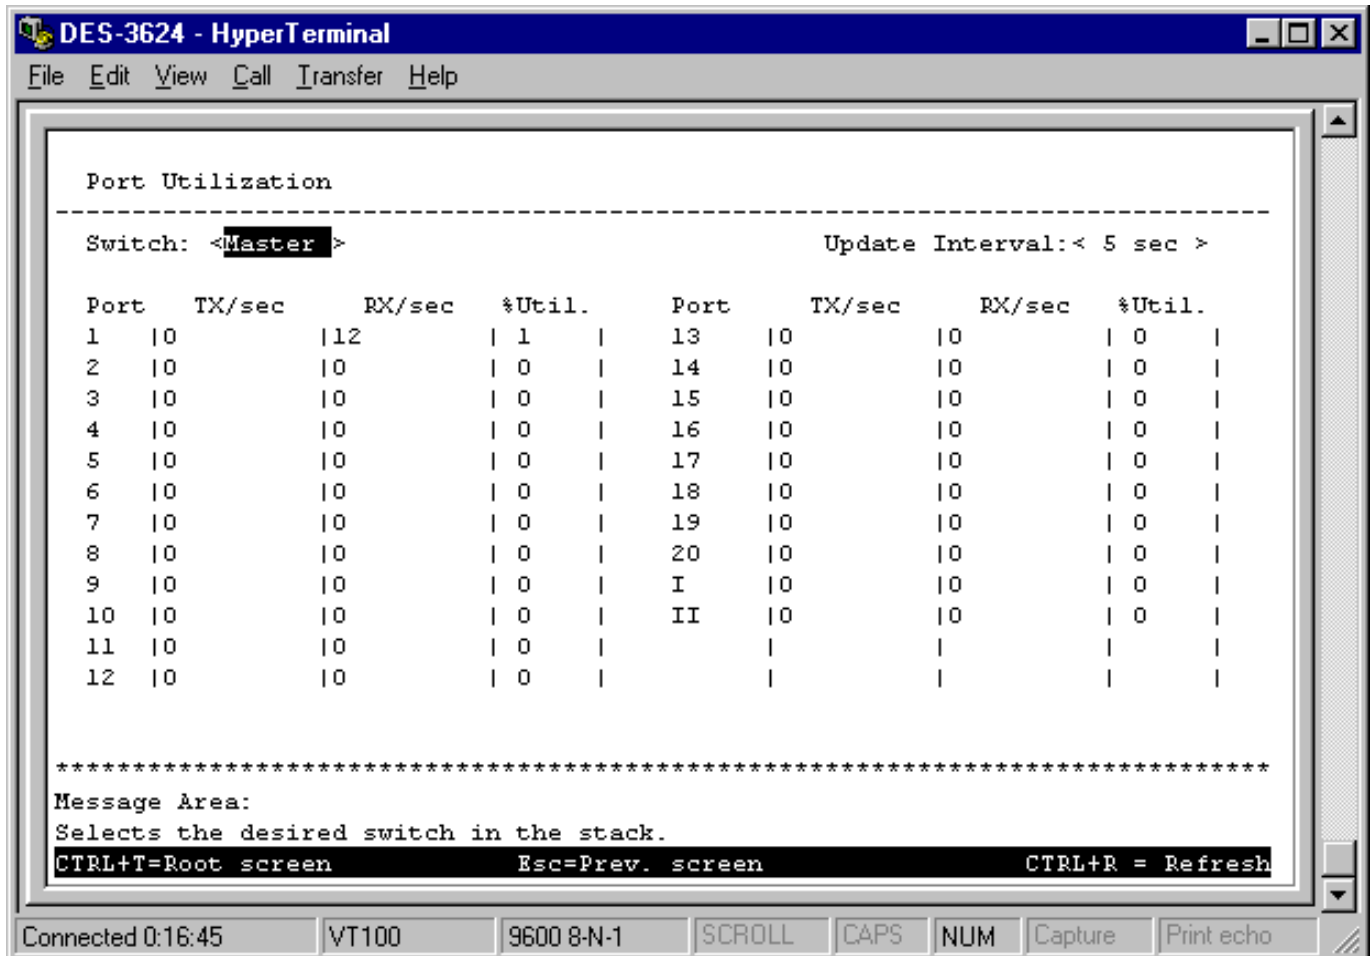 DES-3624 - HyperTerminal
File Edit View Call Transfer Help
Port Utilization
--------------------------------------------------------------------------------
Switch: <Master > Update Interval:< 5 sec >
Port TX/sec RX/sec %Util. Port TX/sec RX/sec %Util.
1 |0 |12 | 1 | 13 |0 |0 | 0 |
2 |0 |0 | 0 | 14 |0 |0 | 0 |
3 |0 |0 | 0 | 15 |0 |0 | 0 |
4 |0 |0 | 0 | 16 |0 |0 | 0 |
5 |0 |0 | 0 | 17 |0 |0 | 0 |
6 |0 |0 | 0 | 18 |0 |0 | 0 |
7 |0 |0 | 0 | 19 |0 |0 | 0 |
8 |0 |0 | 0 | 20 |0 |0 | 0 |
9 |0 |0 | 0 | I |0 |0 | 0 |
10 |0 |0 | 0 | II |0 |0 | 0 |
11 |0 |0 | 0 | | | | |
12 |0 |0 | 0 | | | | |
*******************************************************************************
Message Area:
Selects the desired switch in the stack.
CTRL+T=Root screen Esc=Prev. screen CTRL+R = Refresh
Connected 0:16:45 VT100 9600 8-N-1 SCROLL CAPS NUM Capture Print echo